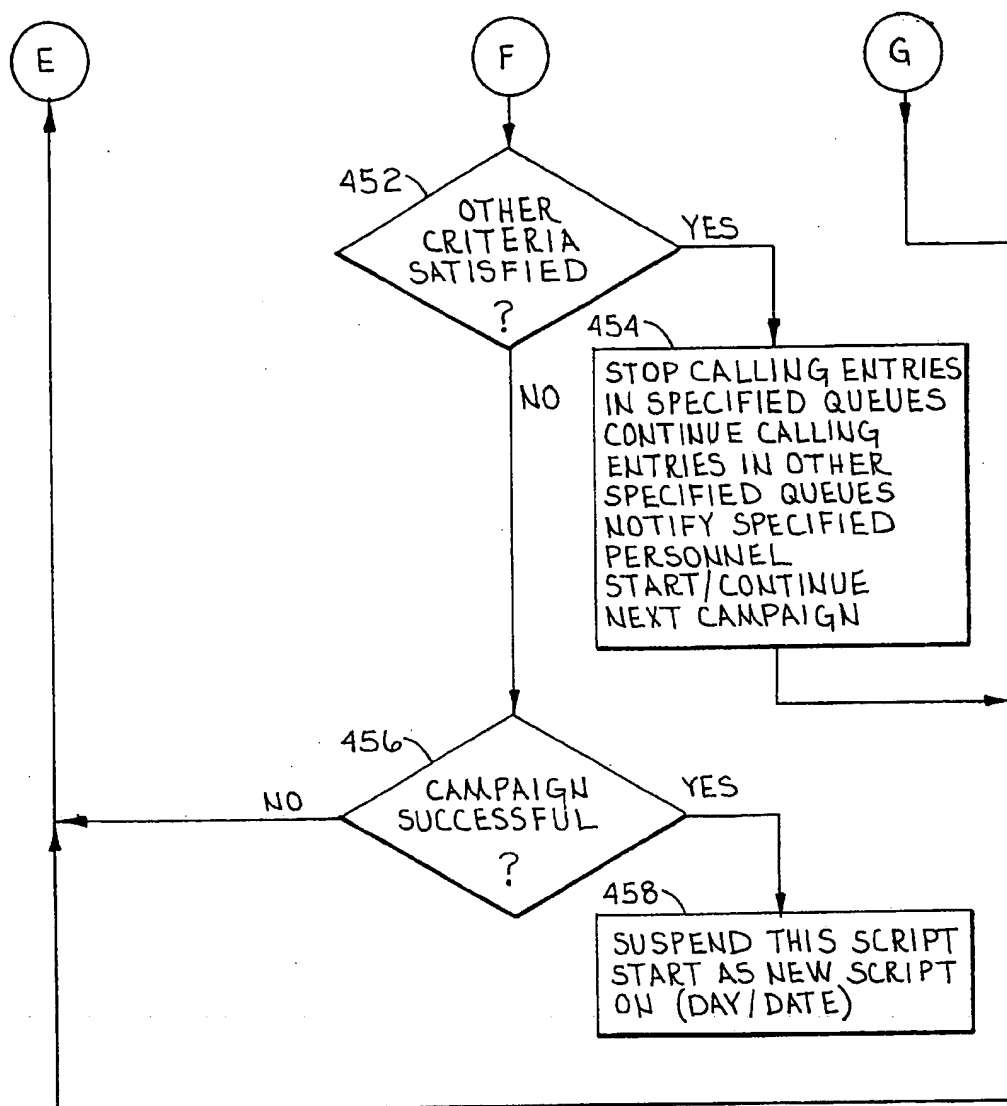 E
F
G
452
OTHER
CRITERIA
SATISFIED
?
YES
NO
454
STOP CALLING ENTRIES
IN SPECIFIED QUEUES
CONTINUE CALLING
ENTRIES IN OTHER
SPECIFIED QUEUES
NOTIFY SPECIFIED
PERSONNEL
START/CONTINUE
NEXT CAMPAIGN
456
CAMPAIGN
SUCCESSFUL
?
NO
YES
458
SUSPEND THIS SCRIPT
START AS NEW SCRIPT
ON (DAY/DATE)